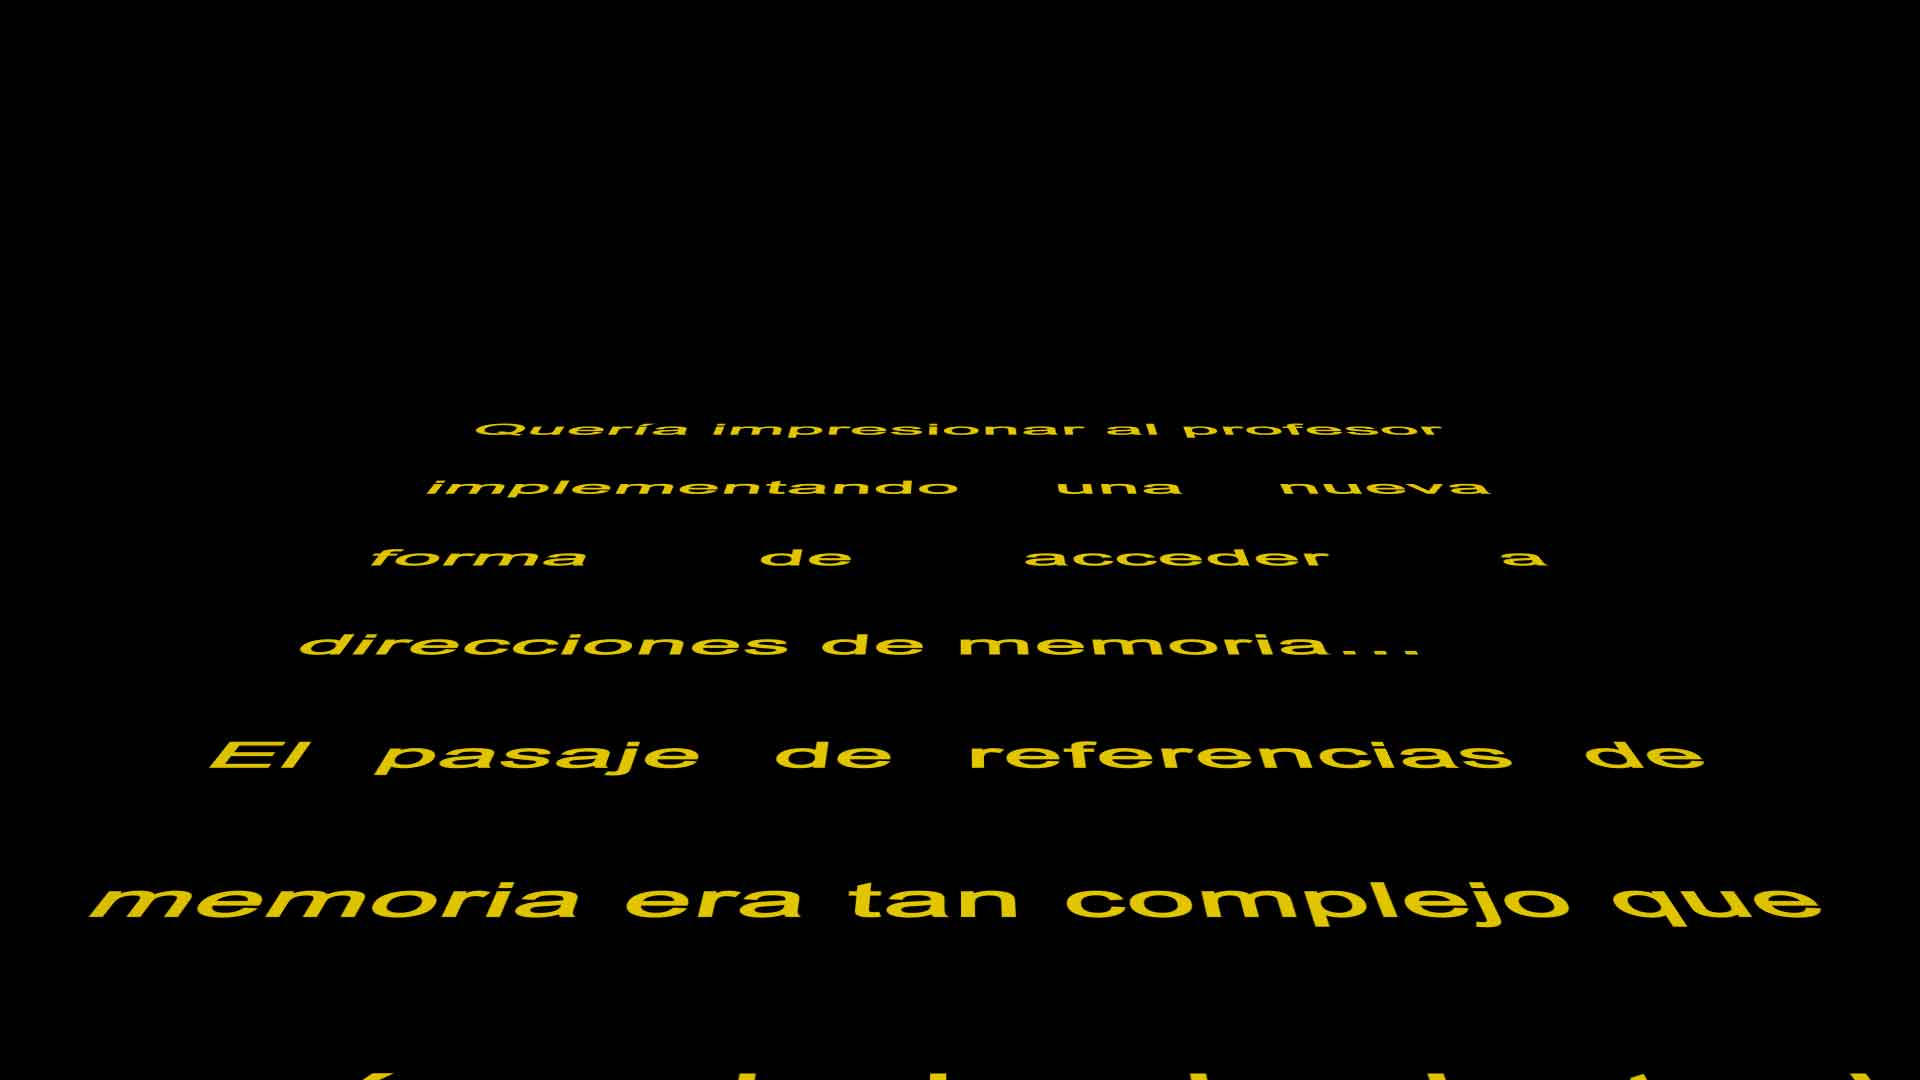 Quería impresionar al profesor
implementando una nueva
forma de acceder a
direcciones de memoria...
El pasaje de referencias de
memoria era tan complejo que